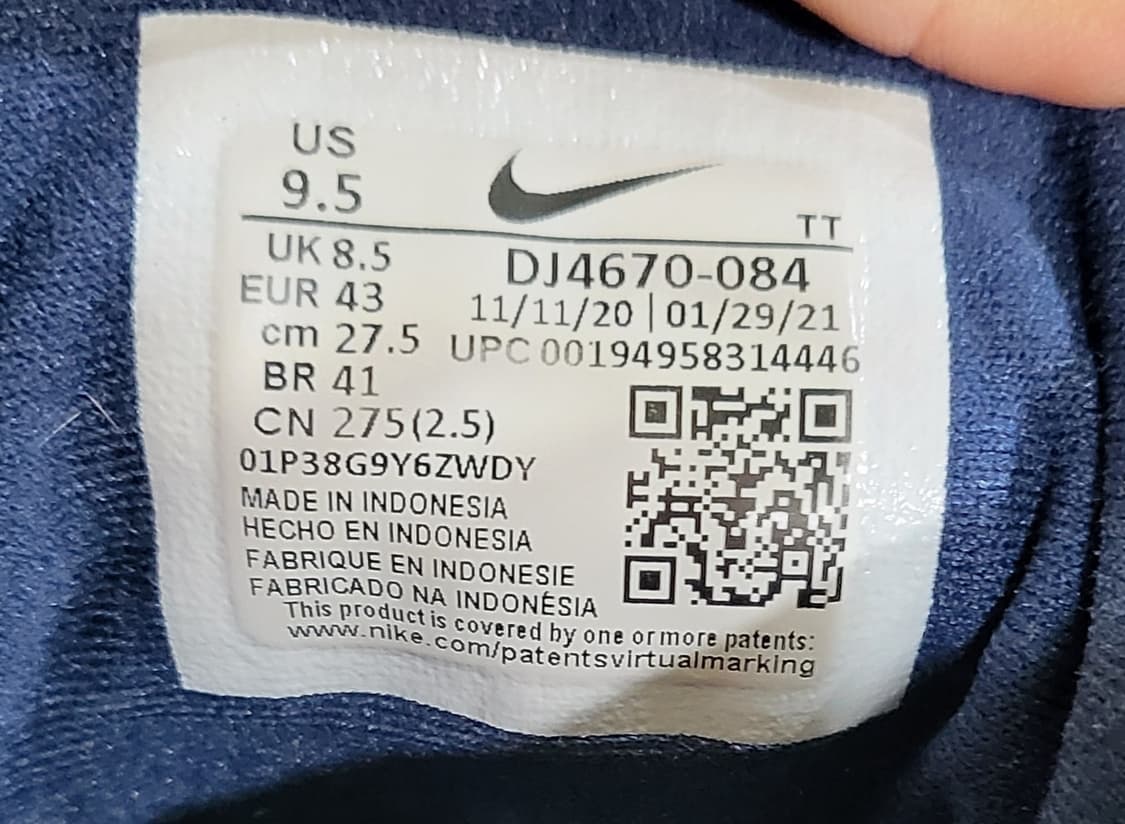 US
9.5
TT
UK 8.5
DJ4670-084
EUR 43
11/11/20 | 01/29/21
cm 27.5
UPC 00194958314446
BR 41
CN 275(2.5)
01P38G9Y6ZWDY
MADE IN INDONESIA
HECHO EN INDONESIA
FABRIQUE EN INDONESIE
FABRICADO NA INDONÉSIA
This product is covered by one or more patents:
www.nike.com/patentsvirtualmarking